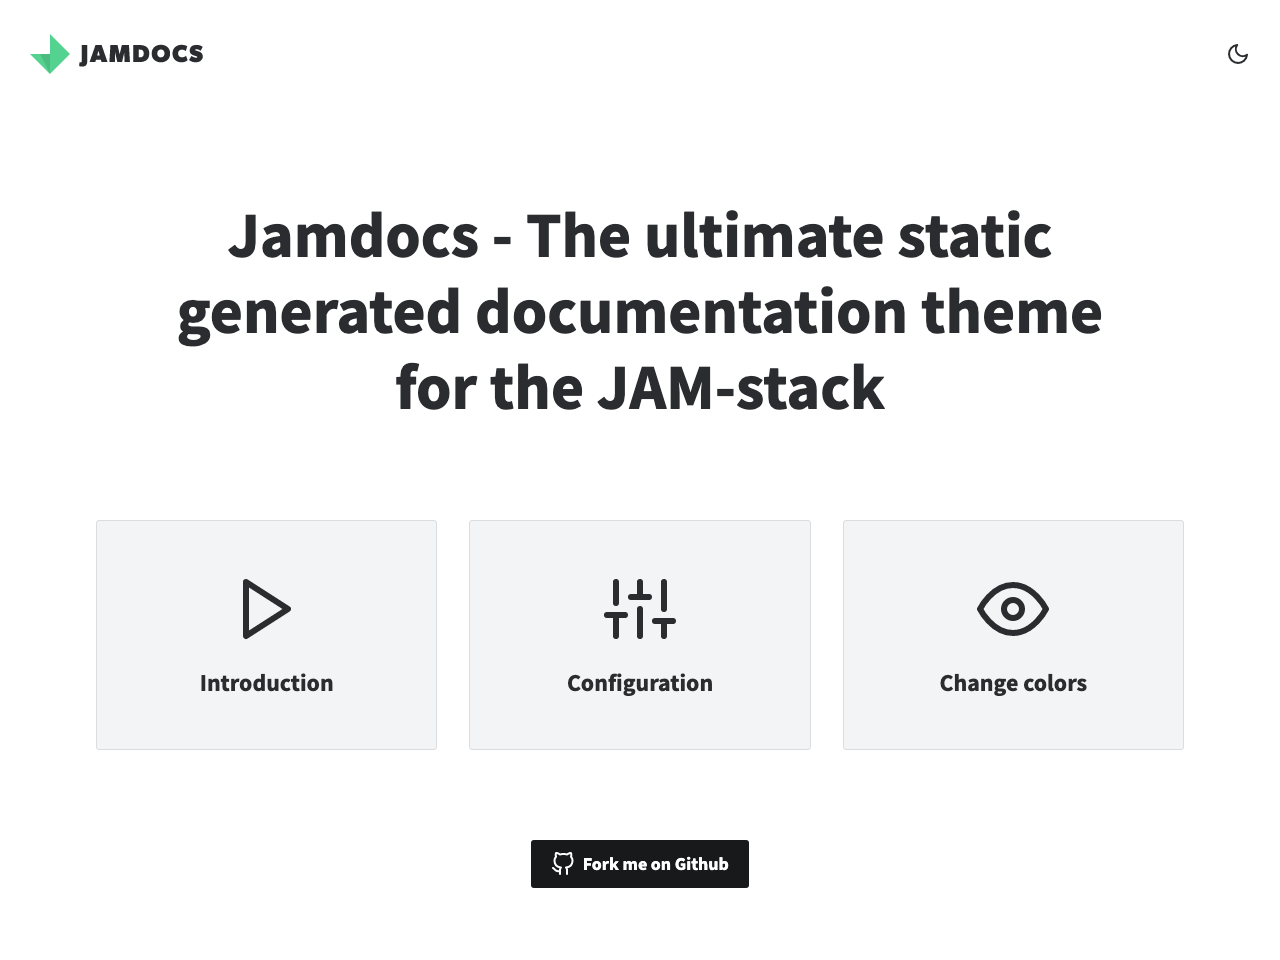 JAMDOCS
Jamdocs - The ultimate static
generated documentation theme
for the JAM-stack
Introduction
Configuration
Change colors
Fork me on Github